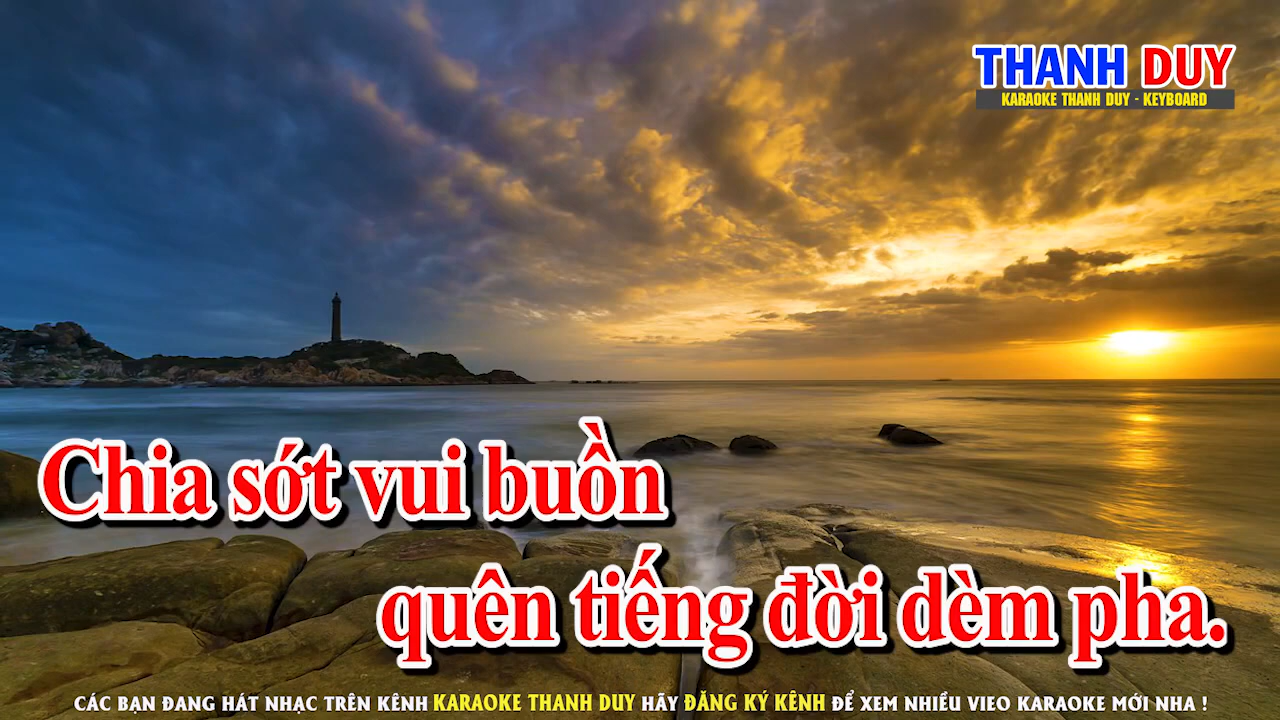 THANH DUY
KARAOKE THANH DUY - KEYBOARD
Chia sớt vui buồn
quên tiếng đời dèm pha.
CÁC BẠN ĐANG HÁT NHẠC TRÊN KÊNH KARAOKE THANH DUY HÃY ĐĂNG KÝ KÊNH ĐỂ XEM NHIỀU VIEO KARAOKE MỚI NHA !